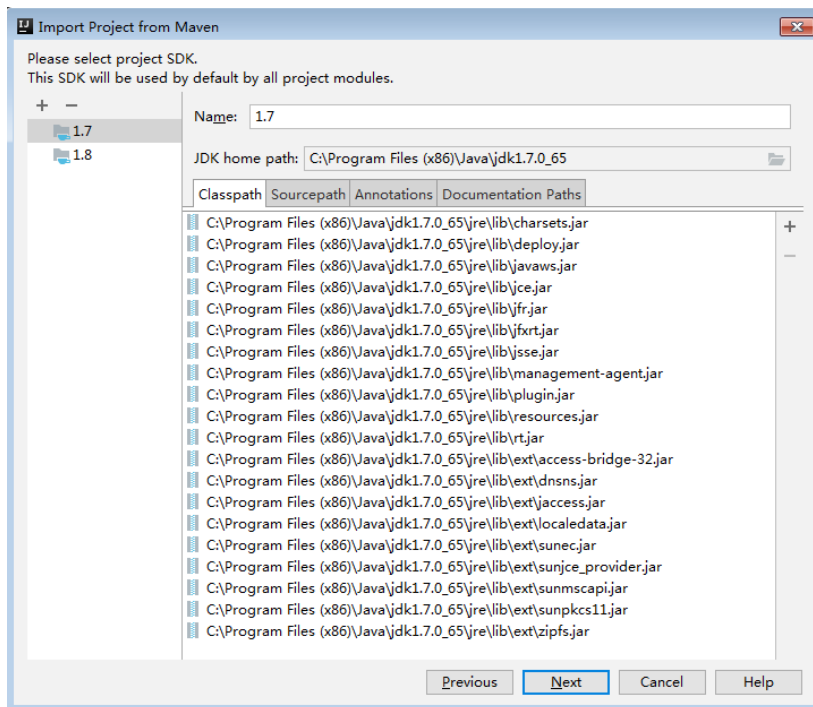 Import Project from Maven
Please select project SDK.
This SDK will be used by default by all project modules.
1.7
1.8
Name: 1.7
JDK home path: C:\Program Files (x86)\Java\jdk1.7.0_65
Classpath Sourcepath Annotations Documentation Paths
C:\Program Files (x86)\Java\jdk1.7.0_65\jre\lib\charsets.jar
C:\Program Files (x86)\Java\jdk1.7.0_65\jre\lib\deploy.jar
C:\Program Files (x86)\Java\jdk1.7.0_65\jre\lib\javaws.jar
C:\Program Files (x86)\Java\jdk1.7.0_65\jre\lib\jce.jar
C:\Program Files (x86)\Java\jdk1.7.0_65\jre\lib\jfr.jar
C:\Program Files (x86)\Java\jdk1.7.0_65\jre\lib\jfxrt.jar
C:\Program Files (x86)\Java\jdk1.7.0_65\jre\lib\jsse.jar
C:\Program Files (x86)\Java\jdk1.7.0_65\jre\lib\management-agent.jar
C:\Program Files (x86)\Java\jdk1.7.0_65\jre\lib\plugin.jar
C:\Program Files (x86)\Java\jdk1.7.0_65\jre\lib\resources.jar
C:\Program Files (x86)\Java\jdk1.7.0_65\jre\lib\rt.jar
C:\Program Files (x86)\Java\jdk1.7.0_65\jre\lib\ext\access-bridge-32.jar
C:\Program Files (x86)\Java\jdk1.7.0_65\jre\lib\ext\dnsns.jar
C:\Program Files (x86)\Java\jdk1.7.0_65\jre\lib\ext\jaccess.jar
C:\Program Files (x86)\Java\jdk1.7.0_65\jre\lib\ext\localedata.jar
C:\Program Files (x86)\Java\jdk1.7.0_65\jre\lib\ext\sunec.jar
C:\Program Files (x86)\Java\jdk1.7.0_65\jre\lib\ext\sunjce_provider.jar
C:\Program Files (x86)\Java\jdk1.7.0_65\jre\lib\ext\sunmscapi.jar
C:\Program Files (x86)\Java\jdk1.7.0_65\jre\lib\ext\sunpkcs11.jar
C:\Program Files (x86)\Java\jdk1.7.0_65\jre\lib\ext\zipfs.jar
Previous Next Cancel Help